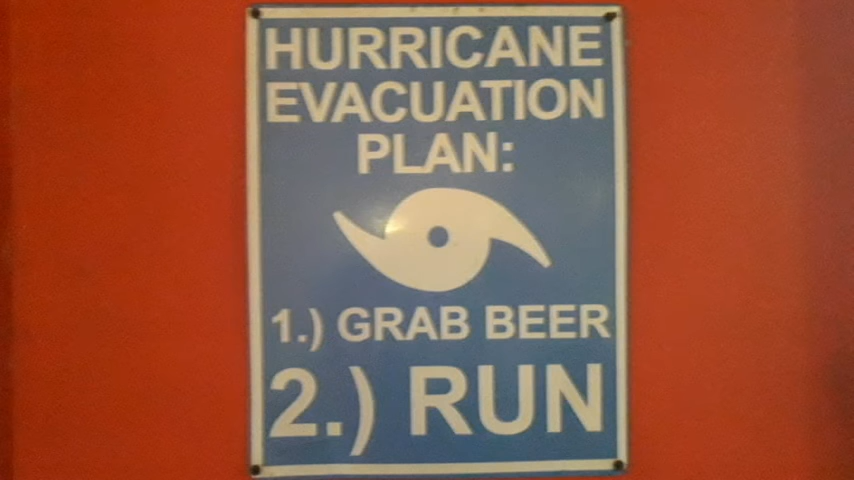 HURRICANE
EVACUATION
PLAN:
1.) GRAB BEER
2.) RUN